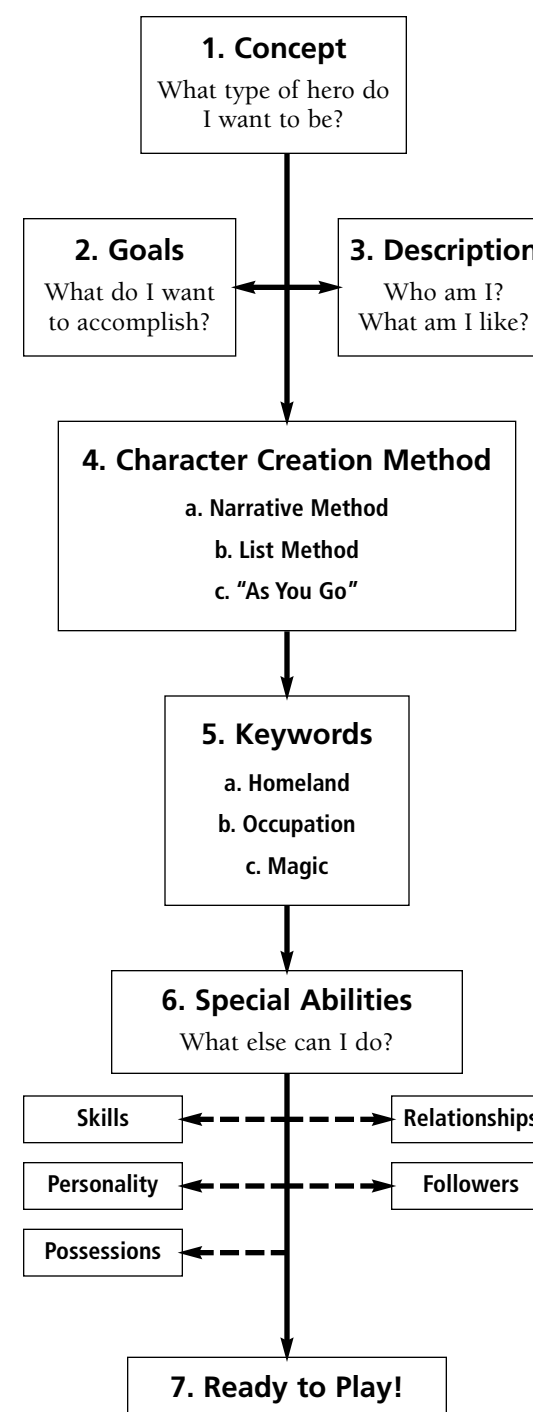 1. Concept
What type of hero do
I want to be?
2. Goals
What do I want
to accomplish?
3. Description
Who am I?
What am I like?
4. Character Creation Method
a. Narrative Method
b. List Method
c. “As You Go”
5. Keywords
a. Homeland
b. Occupation
c. Magic
6. Special Abilities
What else can I do?
Skills
Relationships
Personality
Followers
Possessions
7. Ready to Play!